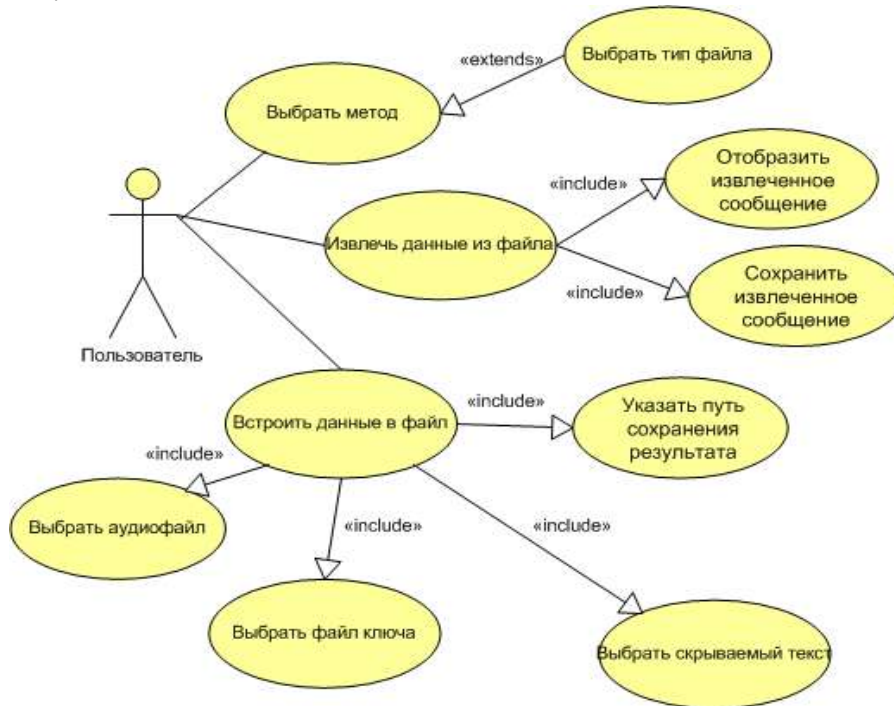 Выбрать тип файла
«extends»
Выбрать метод
Отобразить
извлеченное
сообщение
«include»
Извлечь данные из файла
«include»
Сохранить
извлеченное
сообщение
Пользователь
Встроить данные в файл
«include»
Указать путь
сохранения
результата
«include»
Выбрать аудиофайл
«include»
«include»
Выбрать файл ключа
Выбрать скрываемый текст